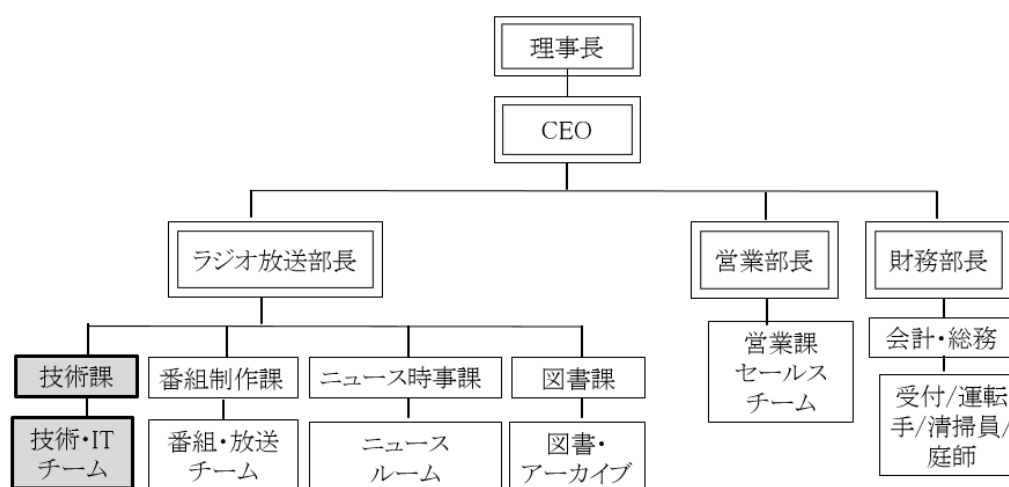 理事長
CEO
ラジオ放送部長
営業部長
財務部長
技術課
番組制作課
ニュース時事課
図書課
営業課
セールス
チーム
会計・総務
技術・IT
チーム
番組・放送
チーム
ニュース
ルーム
図書・
アーカイブ
受付/運転
手/清掃員/
庭師